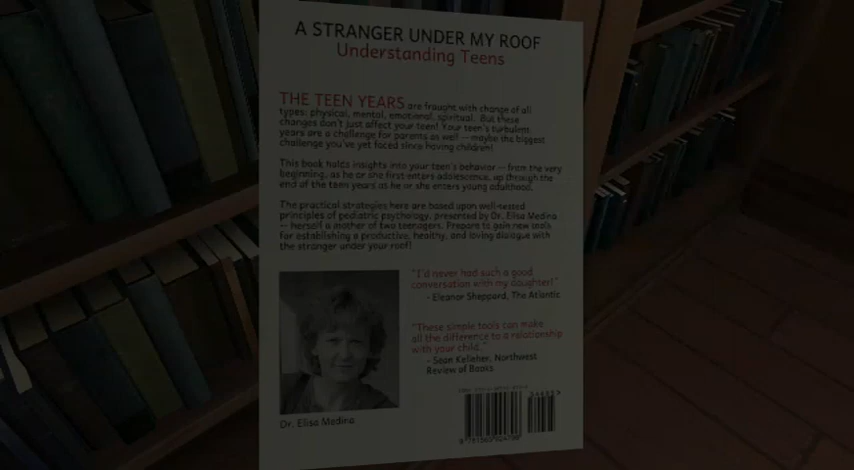 A STRANGER UNDER MY ROOF
Understanding Teens
THE TEEN YEARS are fraught with change of all
types: physical, mental, emotional, spiritual. But these
changes don't just affect your teen! Your teen's turbulent
years are a challenge for parents as well -- maybe the biggest
challenge you've yet faced since having children!
This book holds insights into your teen's behavior -- from the very
beginning, as he or she first enters adolescence, up through the
end of the teen years as he or she enters young adulthood.
The practical strategies here are based upon well-tested
principles of pediatric psychology, presented by Dr. Elisa Medina
-- herself a mother of two teenagers. Prepare to gain new tools
for establishing a productive, healthy, and loving dialogue with
the stranger under your roof!
"I'd never had such a good
conversation with my daughter!"
- Eleanor Sheppard, The Atlantic
"These simple tools can make
all the difference to a relationship
with your child."
- Sean Kelleher, Northwest
Review of Books
Dr. Elisa Medina